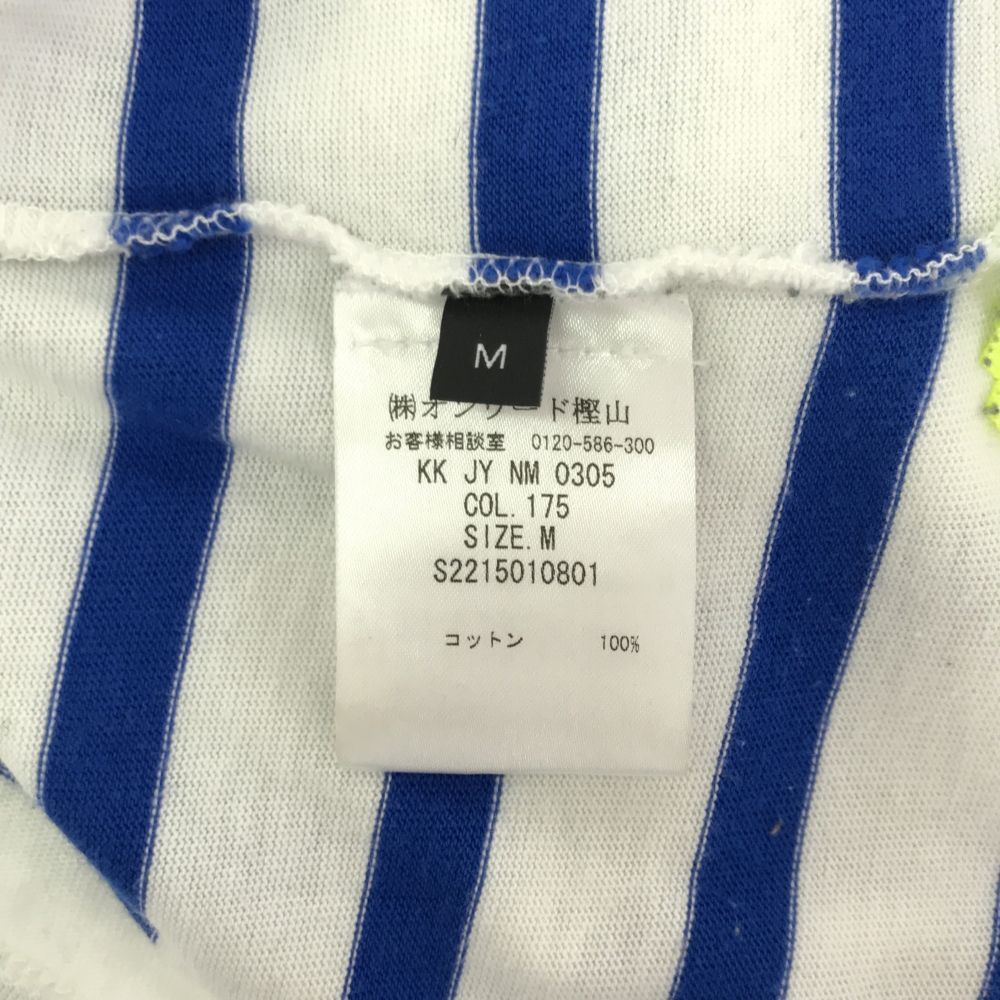 M
㈱オンワード樫山
お客様相談室 0120-586-300
KK JY NM 0305
COL.175
SIZE.M
S2215010801
コットン 100%